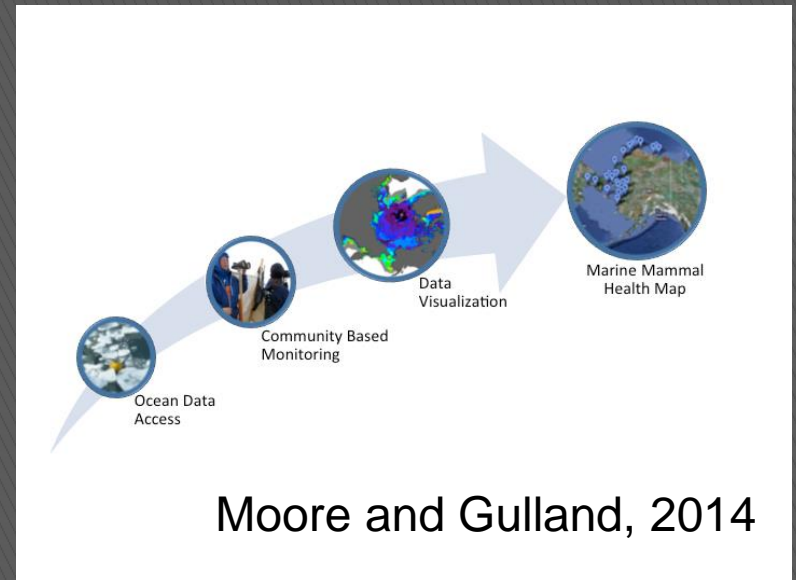 Ocean Data
Access
Community Based
Monitoring
Data
Visualization
Marine Mammal
Health Map
Moore and Gulland, 2014